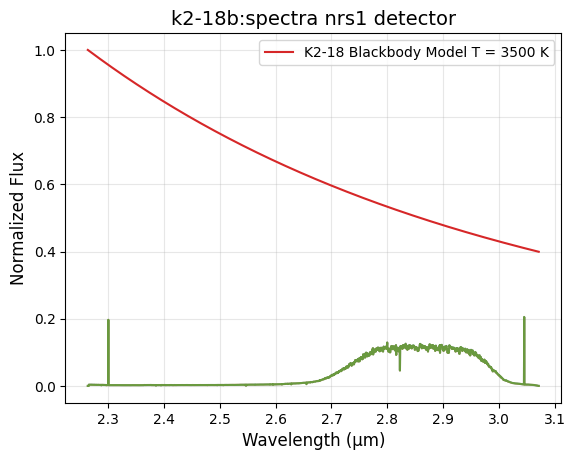 k2-18b:spectra nrs1 detector
K2-18 Blackbody Model T = 3500 K
Normalized Flux
1.0
0.8
0.6
0.4
0.2
0.0
2.3 2.4 2.5 2.6 2.7 2.8 2.9 3.0 3.1
Wavelength (μm)